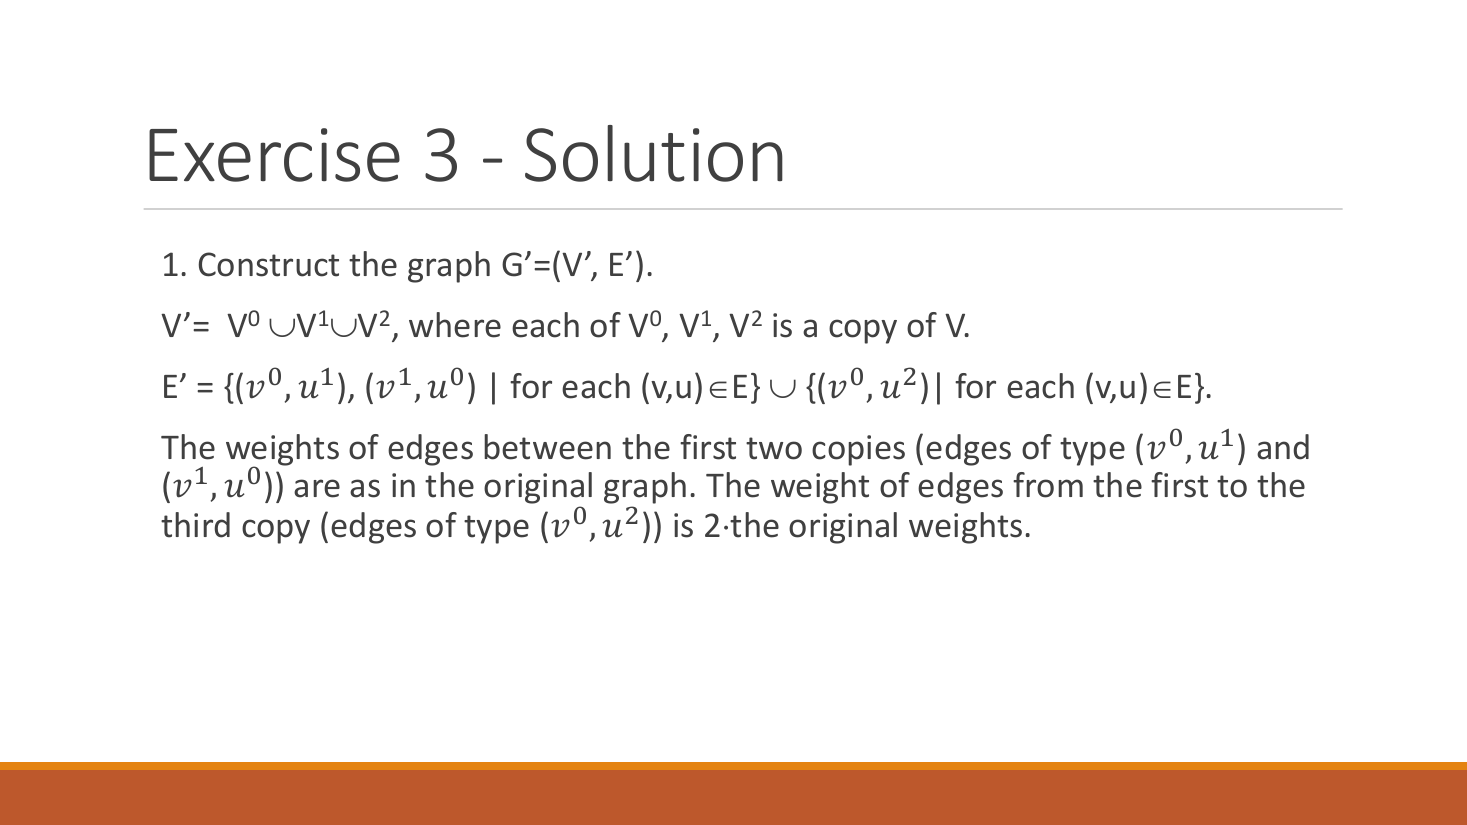 Exercise 3 - Solution
1. Construct the graph G’=(V’, E’).
V’=  V⁰ ∪V¹∪V², where each of V⁰, V¹, V² is a copy of V.
E’ = {(𝑣⁰, 𝑢¹), (𝑣¹, 𝑢⁰) | for each (v,u)∈E} ∪ {(𝑣⁰, 𝑢²)| for each (v,u)∈E}.
The weights of edges between the first two copies (edges of type (𝑣⁰, 𝑢¹) and
(𝑣¹, 𝑢⁰)) are as in the original graph. The weight of edges from the first to the
third copy (edges of type (𝑣⁰, 𝑢²)) is 2·the original weights.